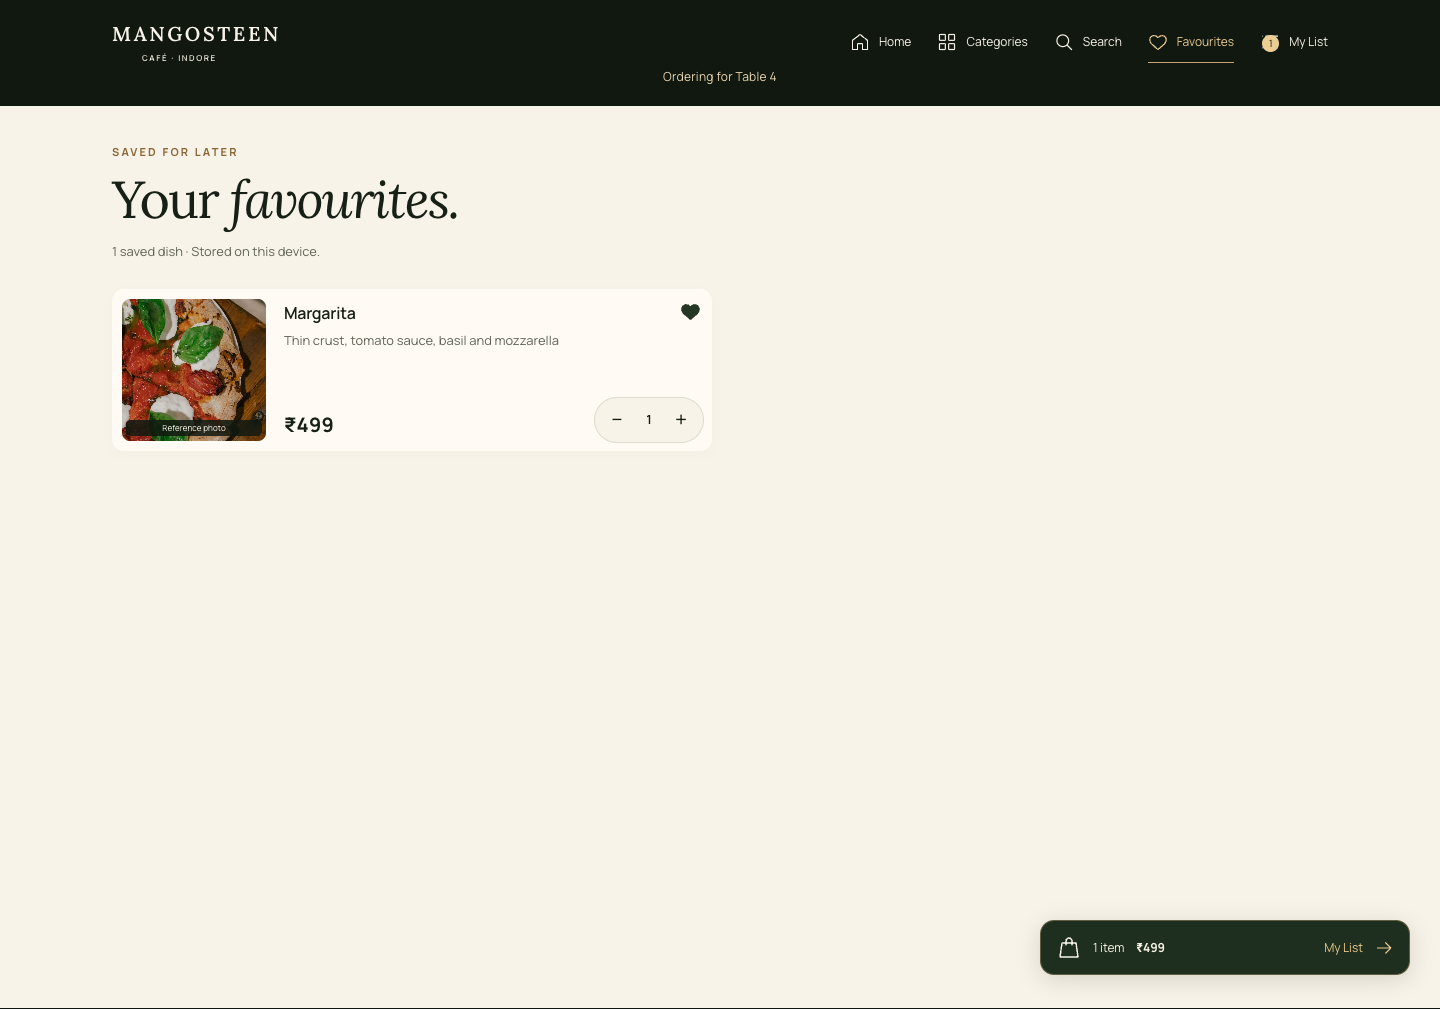 MANGOSTEEN
CAFÉ · INDORE
Home
Categories
Search
Favourites
1
My List
Ordering for Table 4
SAVED FOR LATER
Your favourites.
1 saved dish · Stored on this device.
Margarita
Thin crust, tomato sauce, basil and mozzarella
Reference photo
₹499
− 1 +
1 item ₹499 My List →